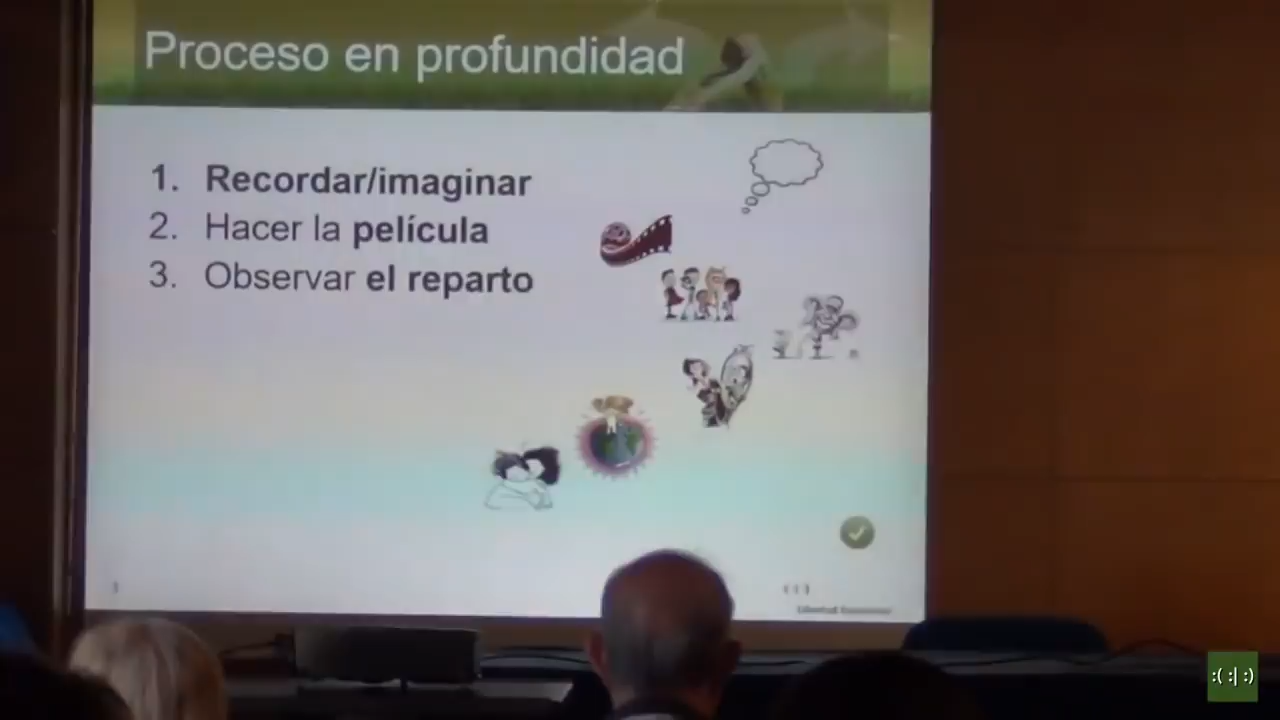 Proceso en profundidad
1. Recordar/imaginar
2. Hacer la película
3. Observar el reparto
:( :| :)